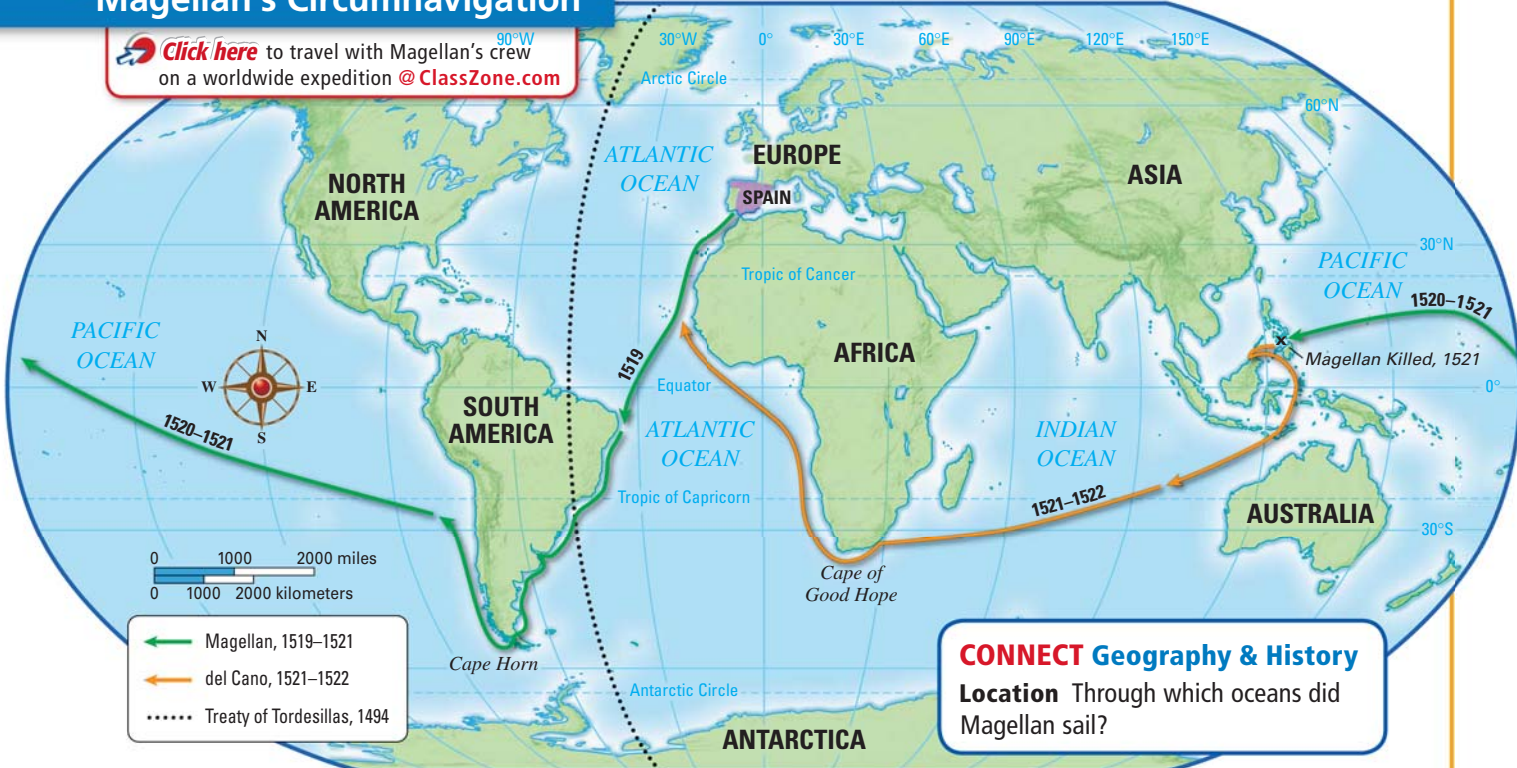 Magellan's Circumnavigation
Click here to travel with Magellan's crew
on a worldwide expedition @ ClassZone.com
90°W
30°W
0°
30°E
60°E
90°E
120°E
150°E
Arctic Circle
60°N
ATLANTIC
OCEAN
EUROPE
ASIA
NORTH
AMERICA
SPAIN
30°N
Tropic of Cancer
PACIFIC
OCEAN
1520–1521
PACIFIC
OCEAN
N
W
E
S
1519
AFRICA
x
Magellan Killed, 1521
Equator
0°
SOUTH
AMERICA
ATLANTIC
OCEAN
INDIAN
OCEAN
1520–1521
Tropic of Capricorn
1521–1522
AUSTRALIA
30°S
0 1000 2000 miles
0 1000 2000 kilometers
Cape of
Good Hope
Cape Horn
Magellan, 1519–1521
del Cano, 1521–1522
Treaty of Tordesillas, 1494
Antarctic Circle
ANTARCTICA
CONNECT Geography & History
Location Through which oceans did
Magellan sail?